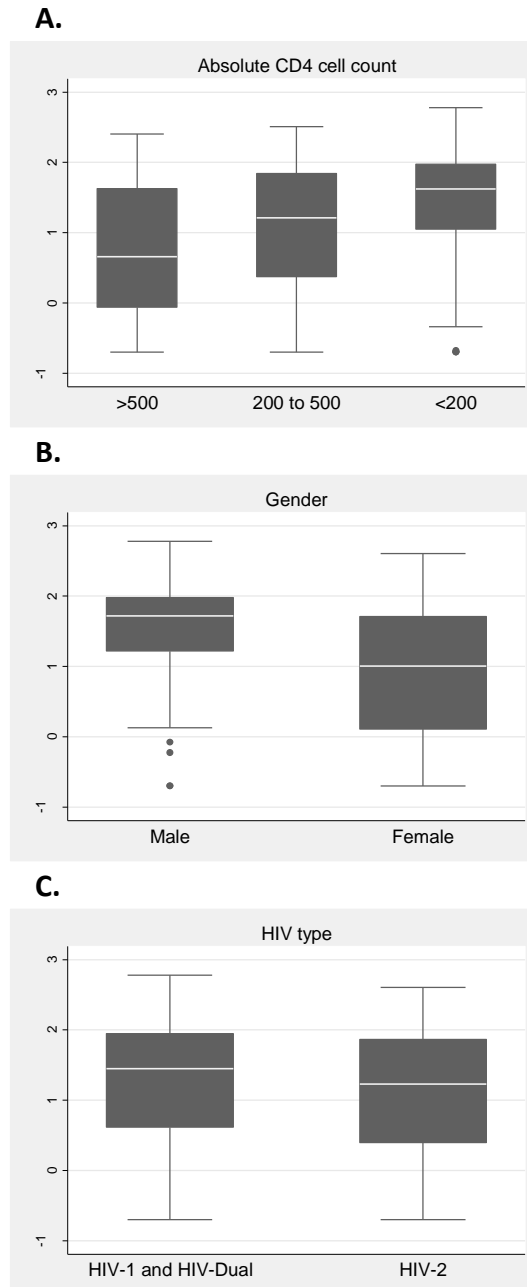 A.
Absolute CD4 cell count
3
2
1
0
-1
>500 200 to 500 <200
B.
Gender
3
2
1
0
-1
Male Female
C.
HIV type
3
2
1
0
-1
HIV-1 and HIV-Dual HIV-2